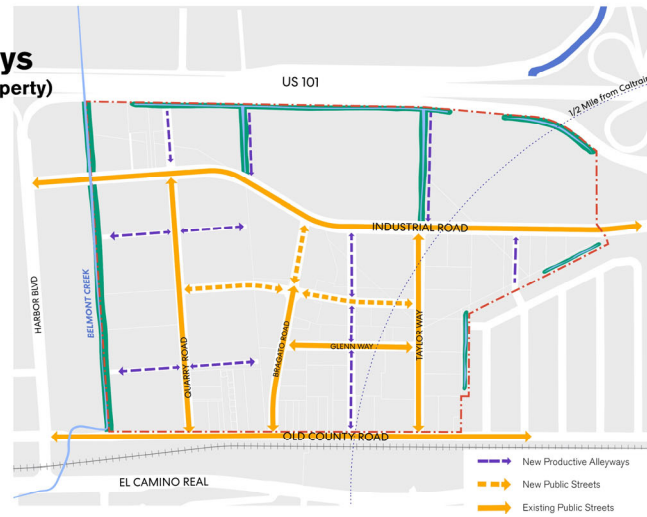 ys
perty)
US 101
1/2 Mile from Caltrain
INDUSTRIAL ROAD
HARBOR BLVD
BELMONT CREEK
QUARRY ROAD
BRAGATO ROAD
GLENN WAY
TAYLOR WAY
OLD COUNTY ROAD
EL CAMINO REAL
New Productive Alleyways
New Public Streets
Existing Public Streets